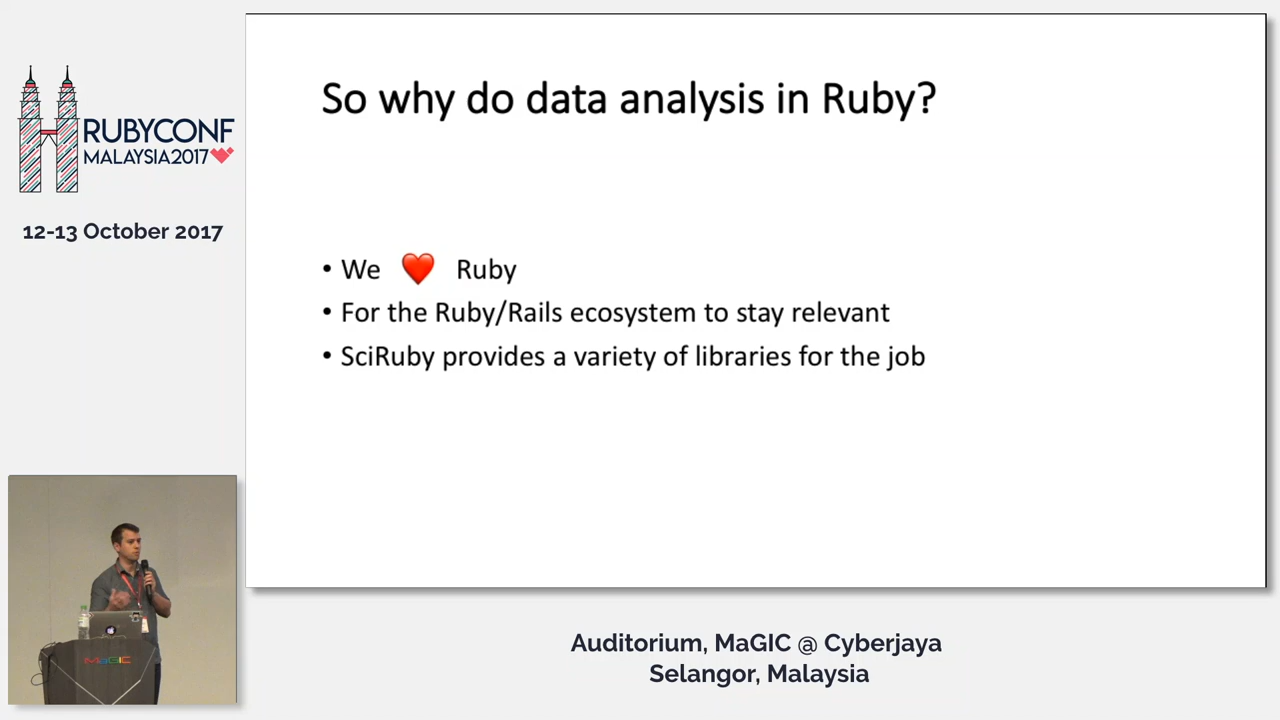 RUBYCONF
MALAYSIA2017
12-13 October 2017
So why do data analysis in Ruby?
• We ❤️ Ruby
• For the Ruby/Rails ecosystem to stay relevant
• SciRuby provides a variety of libraries for the job
MaGIC
Auditorium, MaGIC @ Cyberjaya
Selangor, Malaysia